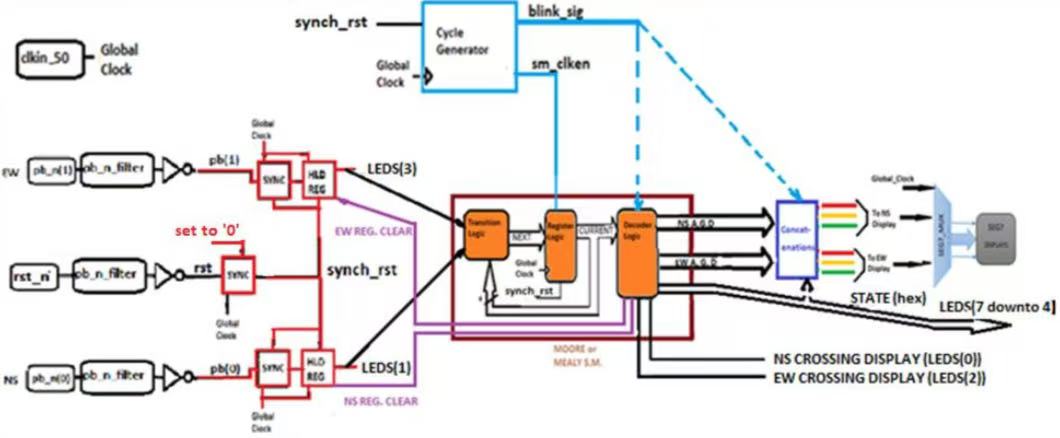 synch_rst
Cycle
Generator
Global
Clock
blink_sig
sm_clken
clkin_50
Global
Clock
Global
Clock
EW
pb_n(1)
pb_n_filter
pb(1)
SYNC
HLD
REG
LEDS(3)
EW REG. CLEAR
set to '0'
rst_n
pb_n_filter
rst
SYNC
synch_rst
Global
Clock
Transition
Logic
NEXT
Register
Logic
CURRENT
Decoder
Logic
Global
Clock
synch_rst
NS A,G,D
EW A, G, D
Concat-
enations
Global_Clock
To NS
Display
To EW
Display
SEG7_MUX
SEG7
DISPLAYS
STATE (hex)
LEDS[7 downto 4]
MOORE or
MEALY S.M.
NS
pb_n(0)
pb_n_filter
pb(0)
SYNC
HLD
REG
LEDS(1)
NS REG. CLEAR
Global
Clock
NS CROSSING DISPLAY (LEDS(0))
EW CROSSING DISPLAY (LEDS(2))